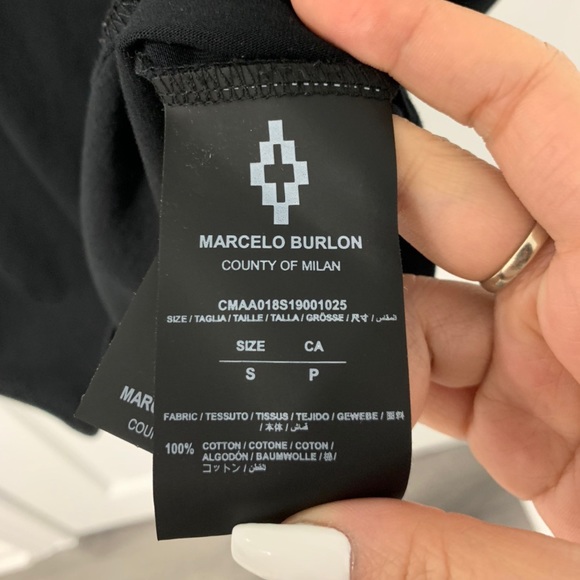 MARCELO BURLON
COUNTY OF MILAN
CMAA018S19001025
SIZE / TAGLIA / TAILLE / TALLA / GRÖSSE / 尺寸 / المقاس
SIZE CA
S P
FABRIC / TESSUTO / TISSUS / TEJIDO / GEWEBE / 面料
/ 本体 / قماش
100% COTTON / COTONE / COTON /
ALGODÓN / BAUMWOLLE / 棉/
コットン / القطن
MAR
COU